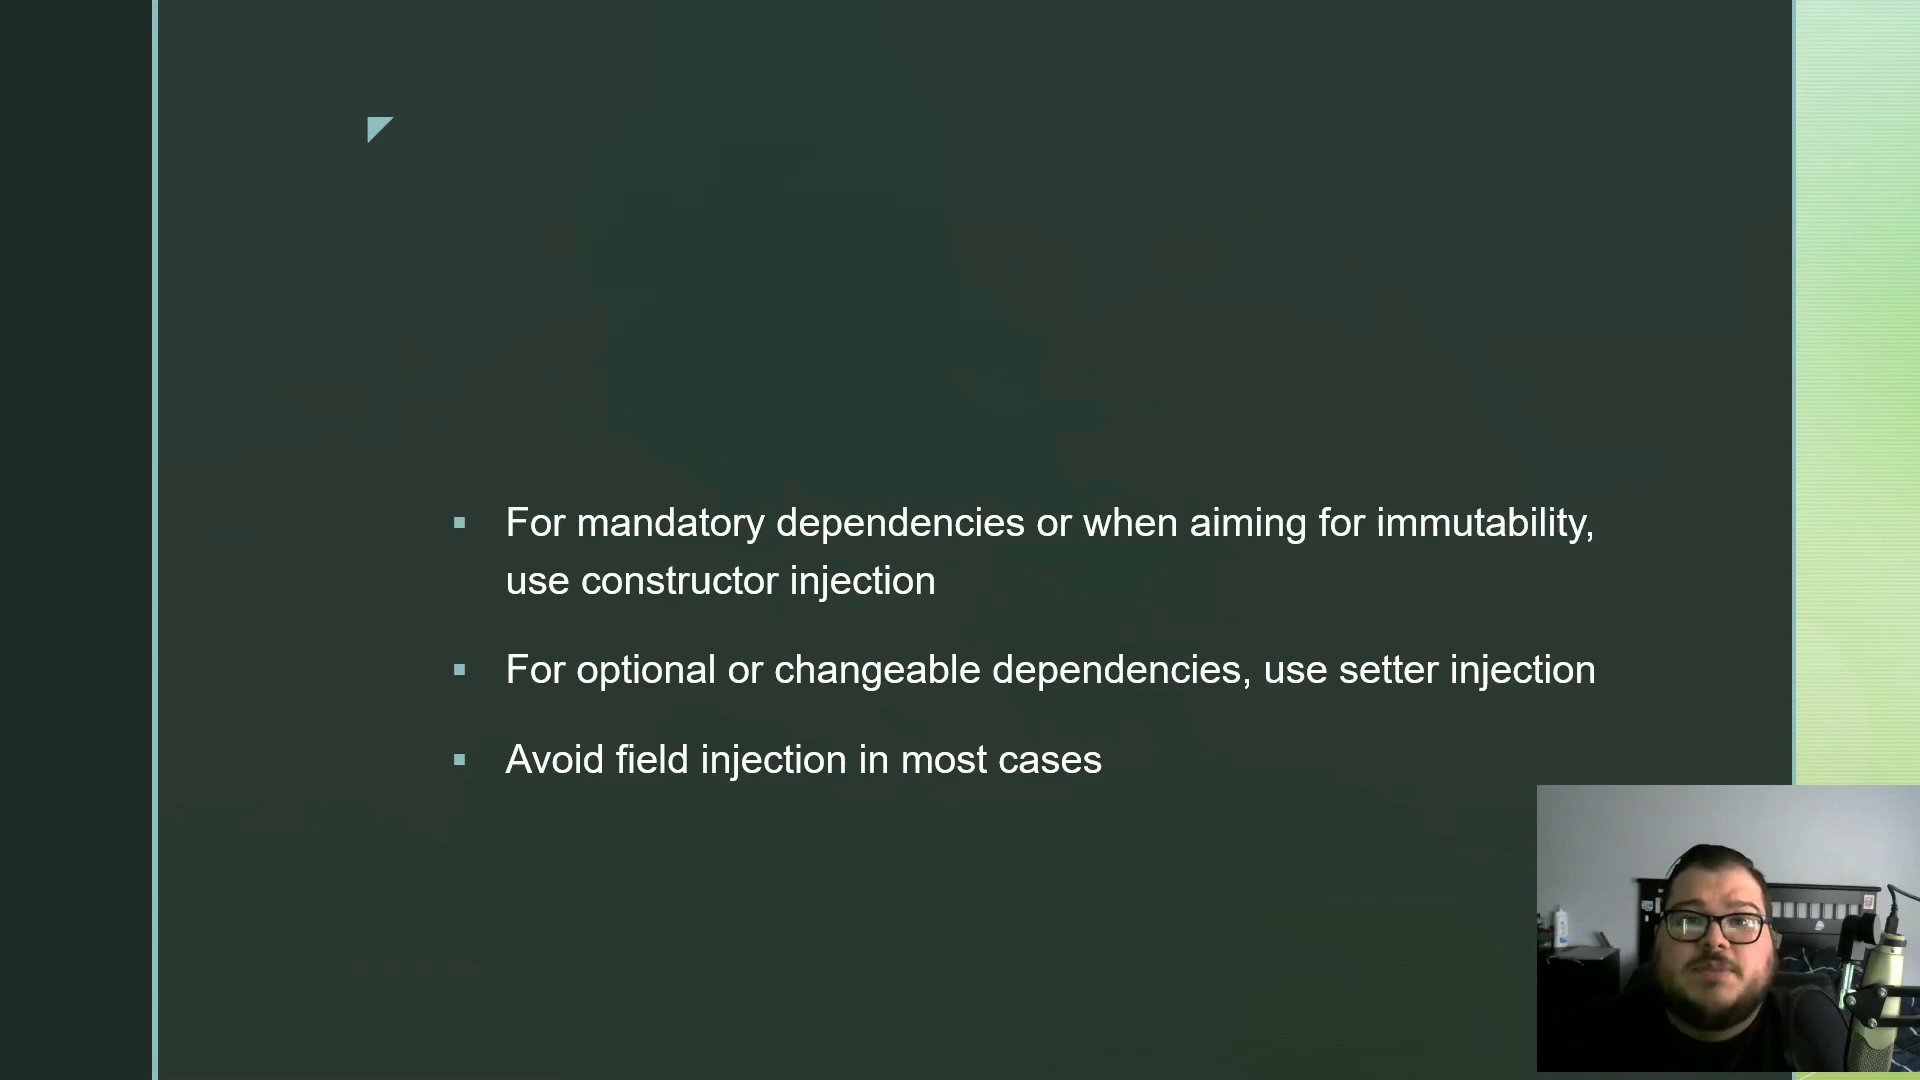 For mandatory dependencies or when aiming for immutability,
use constructor injection
For optional or changeable dependencies, use setter injection
Avoid field injection in most cases